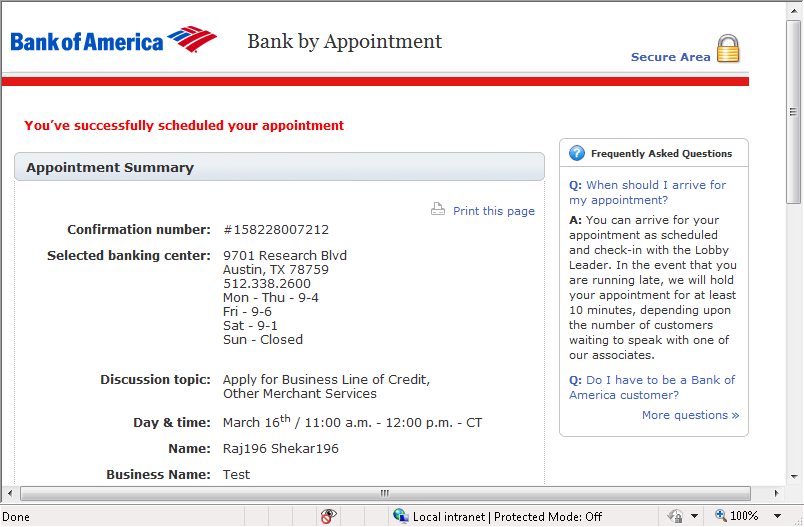 Bank of America
Bank by Appointment
Secure Area
You've successfully scheduled your appointment
Appointment Summary
Print this page
Confirmation number: #158228007212
Selected banking center: 9701 Research Blvd
Austin, TX 78759
512.338.2600
Mon - Thu - 9-4
Fri - 9-6
Sat - 9-1
Sun - Closed
Discussion topic: Apply for Business Line of Credit,
Other Merchant Services
Day & time: March 16th / 11:00 a.m. - 12:00 p.m. - CT
Name: Raj196 Shekar196
Business Name: Test
? Frequently Asked Questions
Q: When should I arrive for
my appointment?
A: You can arrive for your
appointment as scheduled
and check-in with the Lobby
Leader. In the event that you
are running late, we will hold
your appointment for at least
10 minutes, depending upon
the number of customers
waiting to speak with one of
our associates.
Q: Do I have to be a Bank of
America customer?
More questions »
Done
Local intranet | Protected Mode: Off
100%